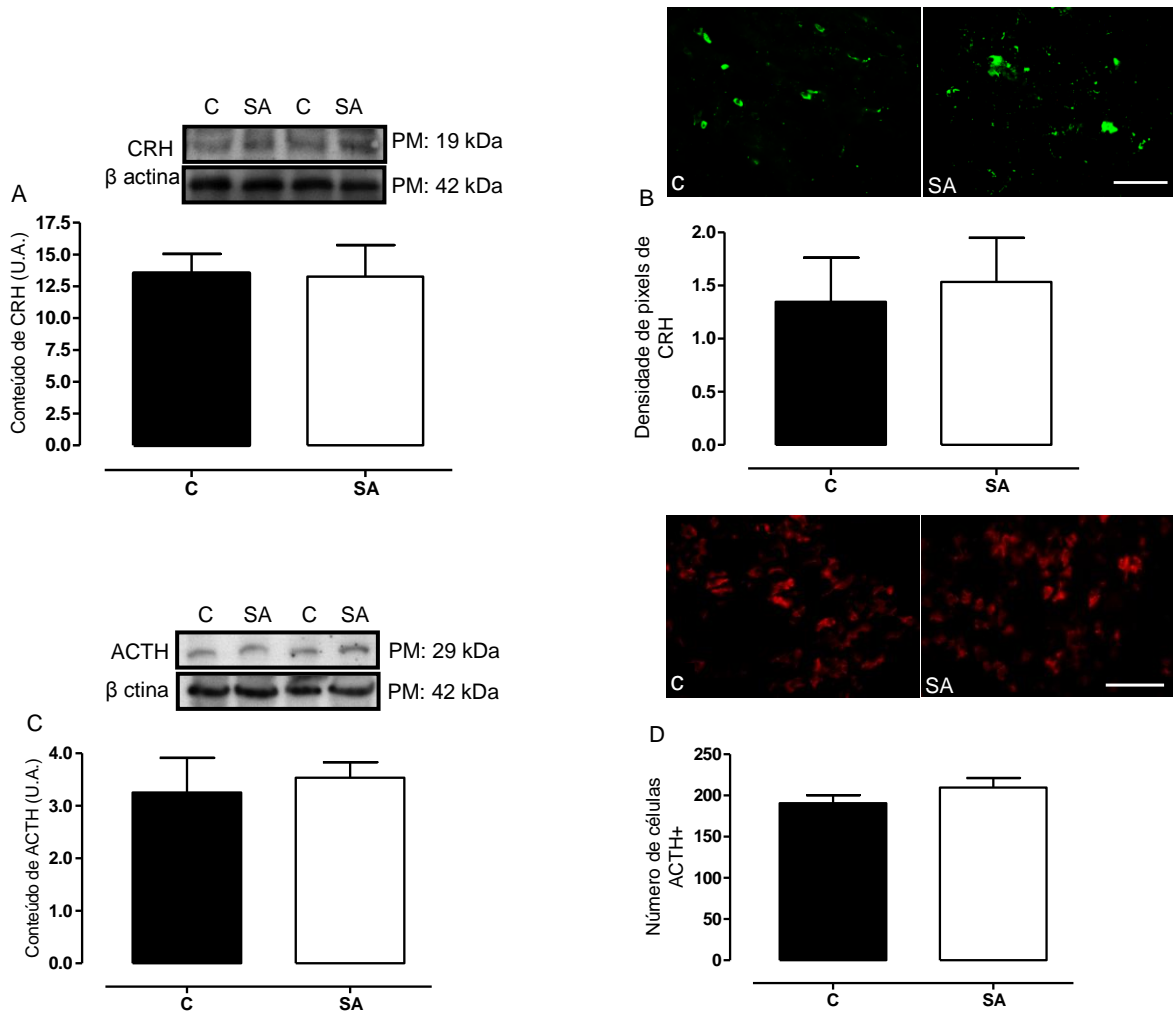 C SA C SA
CRH
PM: 19 kDa
β actina
PM: 42 kDa
A
Conteúdo de CRH (U.A.)
17.5
15.0
12.5
10.0
7.5
5.0
2.5
0.0
C SA
C
SA
B
Densidade de pixels de
CRH
2.0
1.5
1.0
0.5
0.0
C SA
C SA C SA
ACTH
PM: 29 kDa
β ctina
PM: 42 kDa
C
Conteúdo de ACTH (U.A.)
4.0
3.0
2.0
1.0
0.0
C SA
C
SA
D
Número de células
ACTH+
250
200
150
100
50
0
C SA